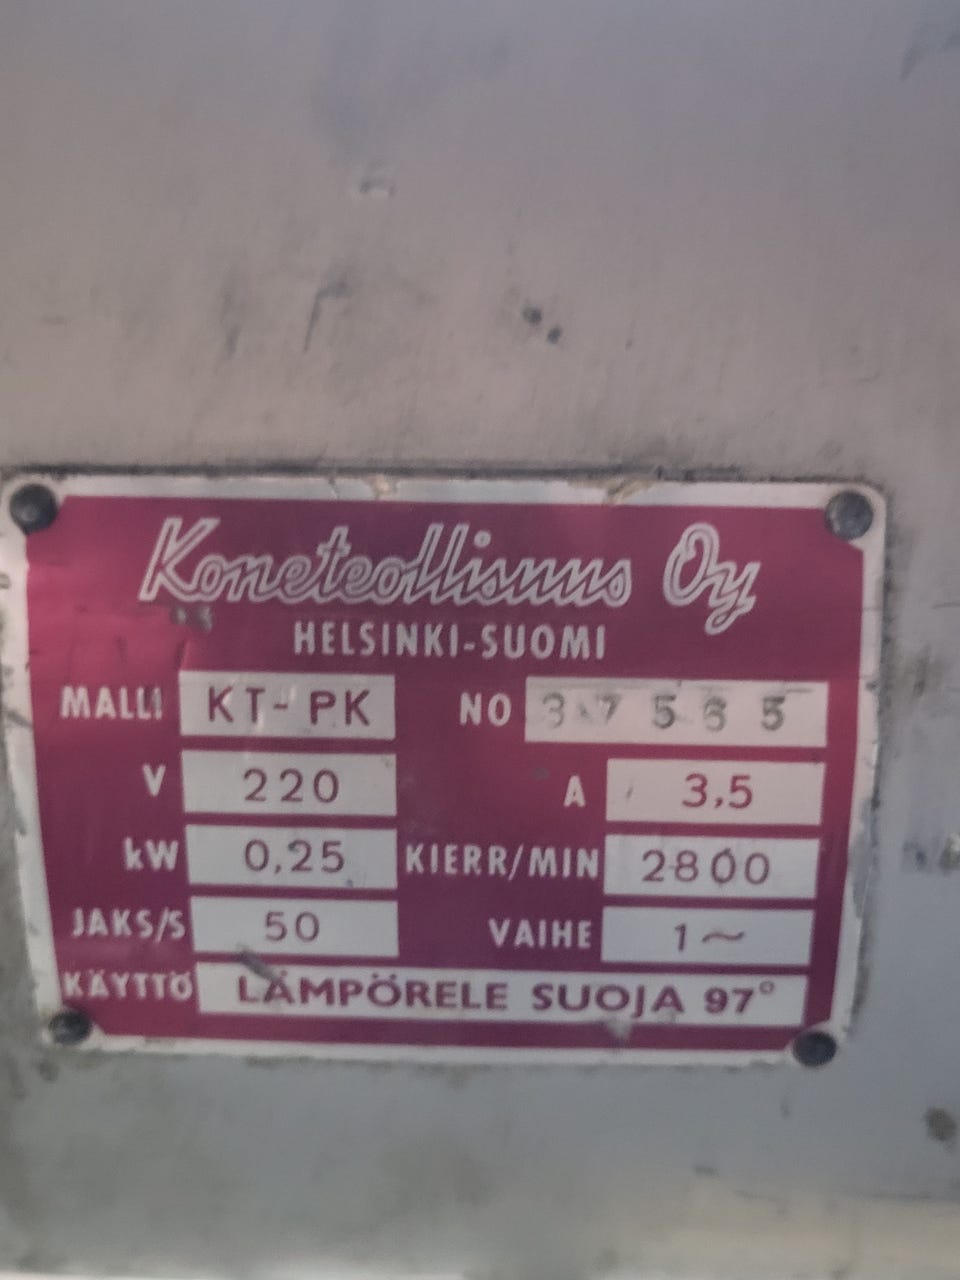 Koneteollisuus Oy
HELSINKI-SUOMI
MALLI KT-PK NO
V 220 A 3,5
kW 0,25 KIERR/MIN 2800
JAKS/S 50 VAIHE 1~
KÄYTTÖ LÄMPÖRELE SUOJA 97°